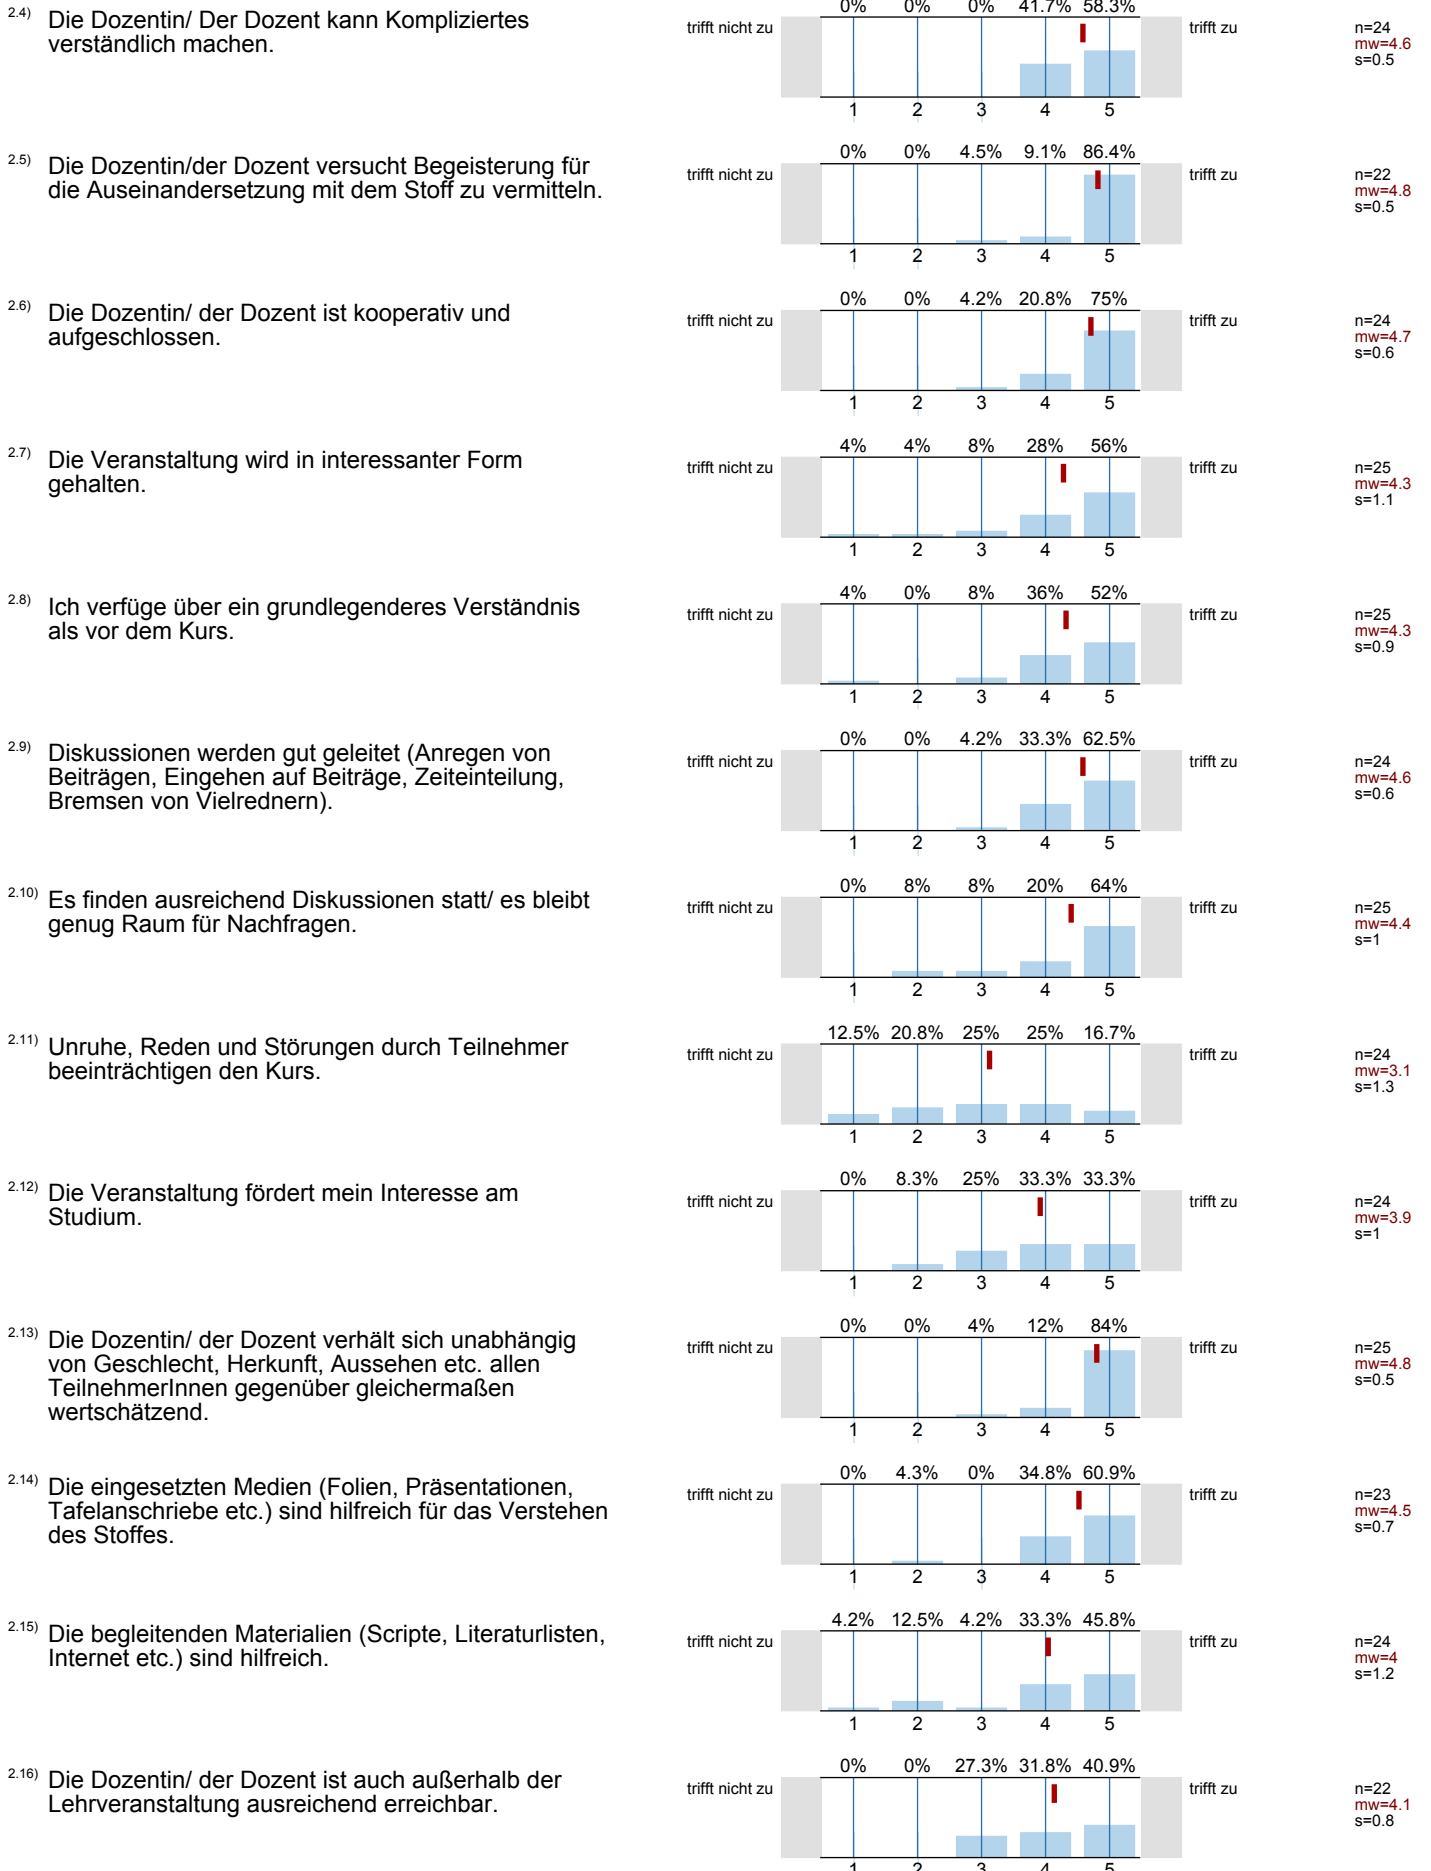 0% 0% 0% 41.7% 58.3%
2.4) Die Dozentin/ Der Dozent kann Kompliziertes
verständlich machen.
trifft nicht zu
trifft zu
n=24
mw=4.6
s=0.5
1 2 3 4 5
0% 0% 4.5% 9.1% 86.4%
2.5) Die Dozentin/der Dozent versucht Begeisterung für
die Auseinandersetzung mit dem Stoff zu vermitteln.
trifft nicht zu
trifft zu
n=22
mw=4.8
s=0.5
1 2 3 4 5
0% 0% 4.2% 20.8% 75%
2.6) Die Dozentin/ der Dozent ist kooperativ und
aufgeschlossen.
trifft nicht zu
trifft zu
n=24
mw=4.7
s=0.6
1 2 3 4 5
4% 4% 8% 28% 56%
2.7) Die Veranstaltung wird in interessanter Form
gehalten.
trifft nicht zu
trifft zu
n=25
mw=4.3
s=1.1
1 2 3 4 5
4% 0% 8% 36% 52%
2.8) Ich verfüge über ein grundlegenderes Verständnis
als vor dem Kurs.
trifft nicht zu
trifft zu
n=25
mw=4.3
s=0.9
1 2 3 4 5
0% 0% 4.2% 33.3% 62.5%
2.9) Diskussionen werden gut geleitet (Anregen von
Beiträgen, Eingehen auf Beiträge, Zeiteinteilung,
Bremsen von Vielrednern).
trifft nicht zu
trifft zu
n=24
mw=4.6
s=0.6
1 2 3 4 5
0% 8% 8% 20% 64%
2.10) Es finden ausreichend Diskussionen statt/ es bleibt
genug Raum für Nachfragen.
trifft nicht zu
trifft zu
n=25
mw=4.4
s=1
1 2 3 4 5
12.5% 20.8% 25% 25% 16.7%
2.11) Unruhe, Reden und Störungen durch Teilnehmer
beeinträchtigen den Kurs.
trifft nicht zu
trifft zu
n=24
mw=3.1
s=1.3
1 2 3 4 5
0% 8.3% 25% 33.3% 33.3%
2.12) Die Veranstaltung fördert mein Interesse am
Studium.
trifft nicht zu
trifft zu
n=24
mw=3.9
s=1
1 2 3 4 5
0% 0% 4% 12% 84%
2.13) Die Dozentin/ der Dozent verhält sich unabhängig
von Geschlecht, Herkunft, Aussehen etc. allen
TeilnehmerInnen gegenüber gleichermaßen
wertschätzend.
trifft nicht zu
trifft zu
n=25
mw=4.8
s=0.5
1 2 3 4 5
0% 4.3% 0% 34.8% 60.9%
2.14) Die eingesetzten Medien (Folien, Präsentationen,
Tafelanschriebe etc.) sind hilfreich für das Verstehen
des Stoffes.
trifft nicht zu
trifft zu
n=23
mw=4.5
s=0.7
1 2 3 4 5
4.2% 12.5% 4.2% 33.3% 45.8%
2.15) Die begleitenden Materialien (Scripte, Literaturlisten,
Internet etc.) sind hilfreich.
trifft nicht zu
trifft zu
n=24
mw=4
s=1.2
1 2 3 4 5
0% 0% 27.3% 31.8% 40.9%
2.16) Die Dozentin/ der Dozent ist auch außerhalb der
Lehrveranstaltung ausreichend erreichbar.
trifft nicht zu
trifft zu
n=22
mw=4.1
s=0.8
1 2 3 4 5